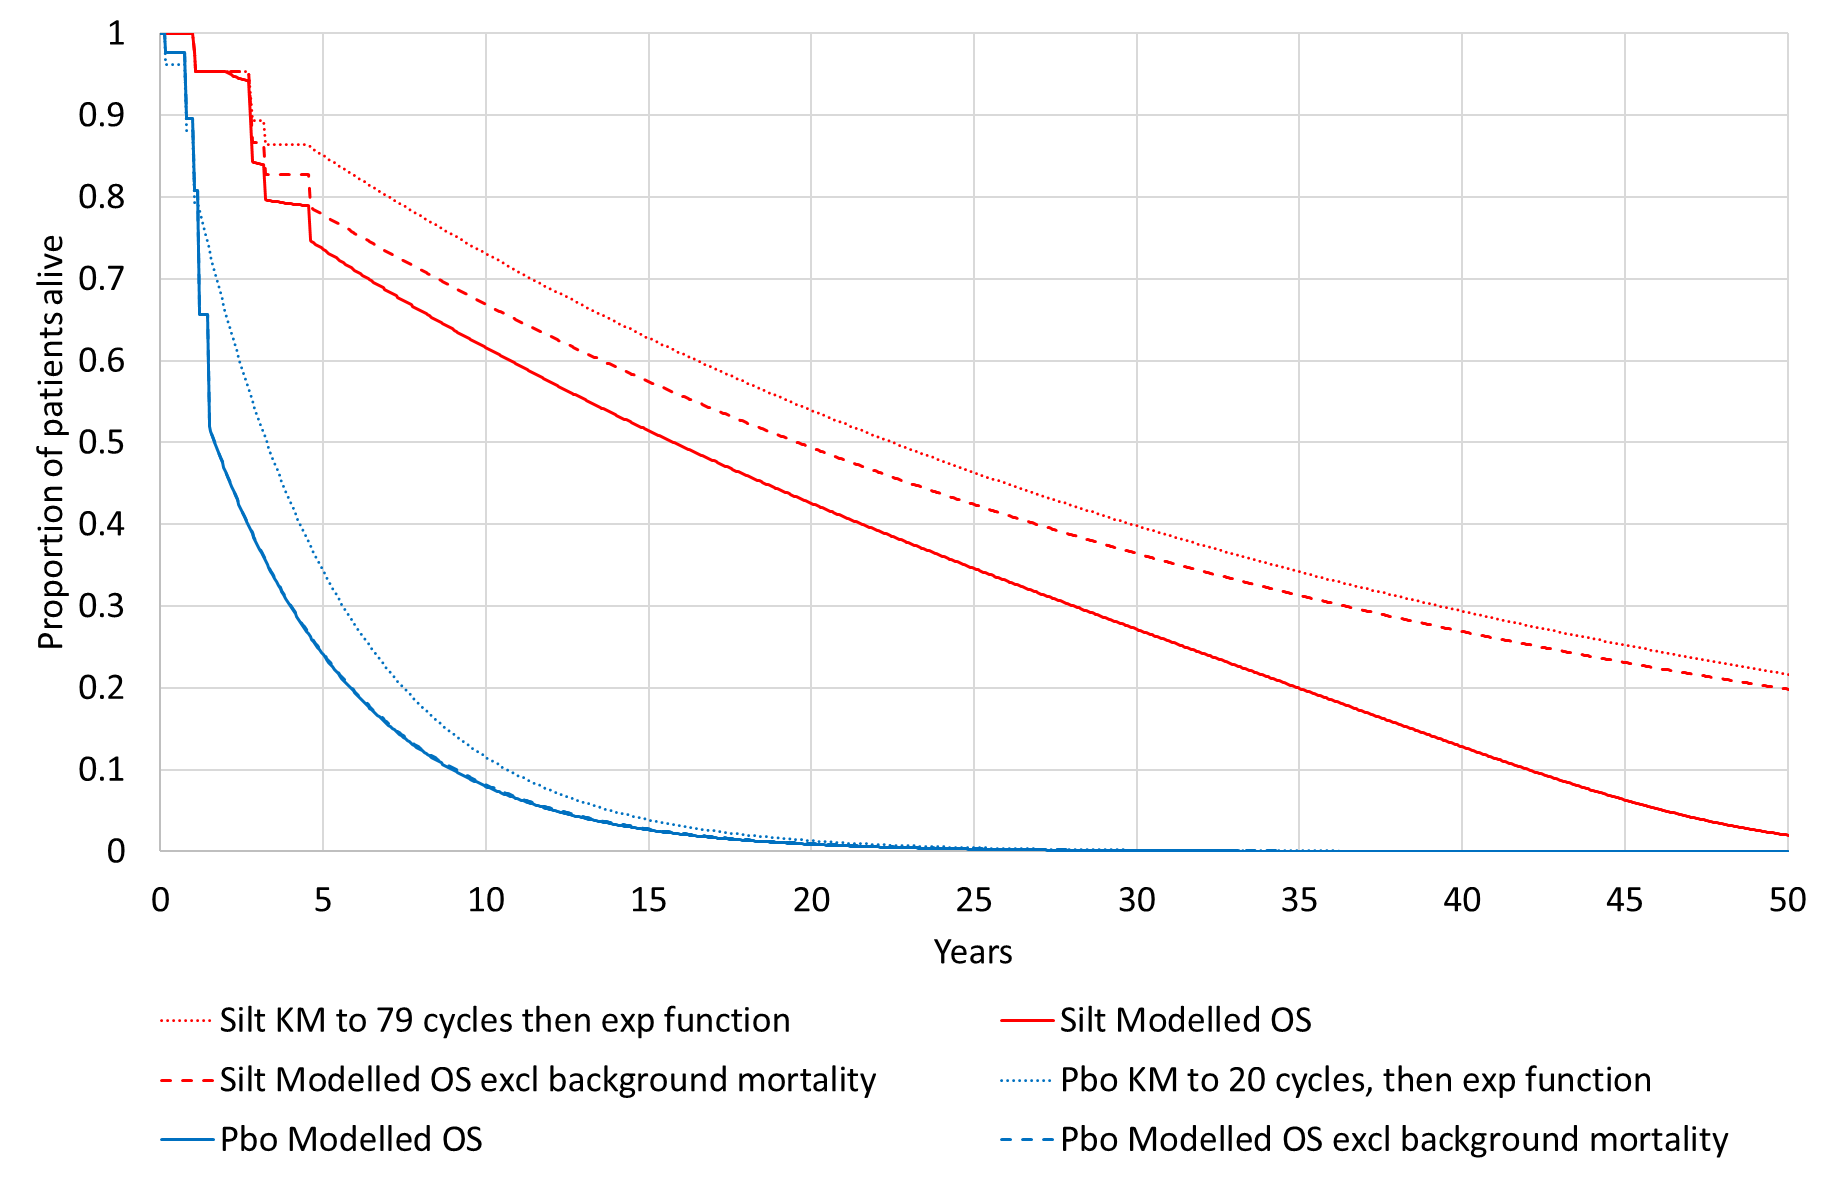 1
0.9
0.8
0.7
0.6
0.5
0.4
0.3
0.2
0.1
0
Proportion of patients alive
0 5 10 15 20 25 30 35 40 45 50
Years
Silt KM to 79 cycles then exp function
Silt Modelled OS
Silt Modelled OS excl background mortality
Pbo KM to 20 cycles, then exp function
Pbo Modelled OS
Pbo Modelled OS excl background mortality